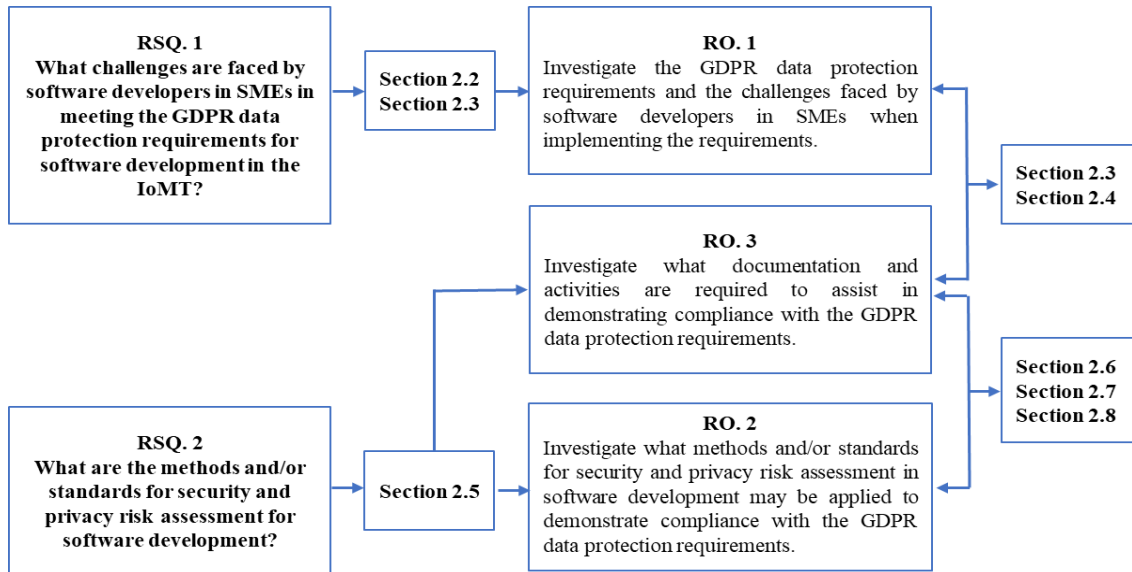 RSQ. 1
What challenges are faced by
software developers in SMEs in
meeting the GDPR data
protection requirements for
software development in the
IoMT?
Section 2.2
Section 2.3
RO. 1
Investigate the GDPR data protection
requirements and the challenges faced by
software developers in SMEs when
implementing the requirements.
Section 2.3
Section 2.4
RO. 3
Investigate what documentation and
activities are required to assist in
demonstrating compliance with the GDPR
data protection requirements.
Section 2.6
Section 2.7
Section 2.8
RSQ. 2
What are the methods and/or
standards for security and
privacy risk assessment for
software development?
Section 2.5
RO. 2
Investigate what methods and/or standards
for security and privacy risk assessment in
software development may be applied to
demonstrate compliance with the GDPR
data protection requirements.